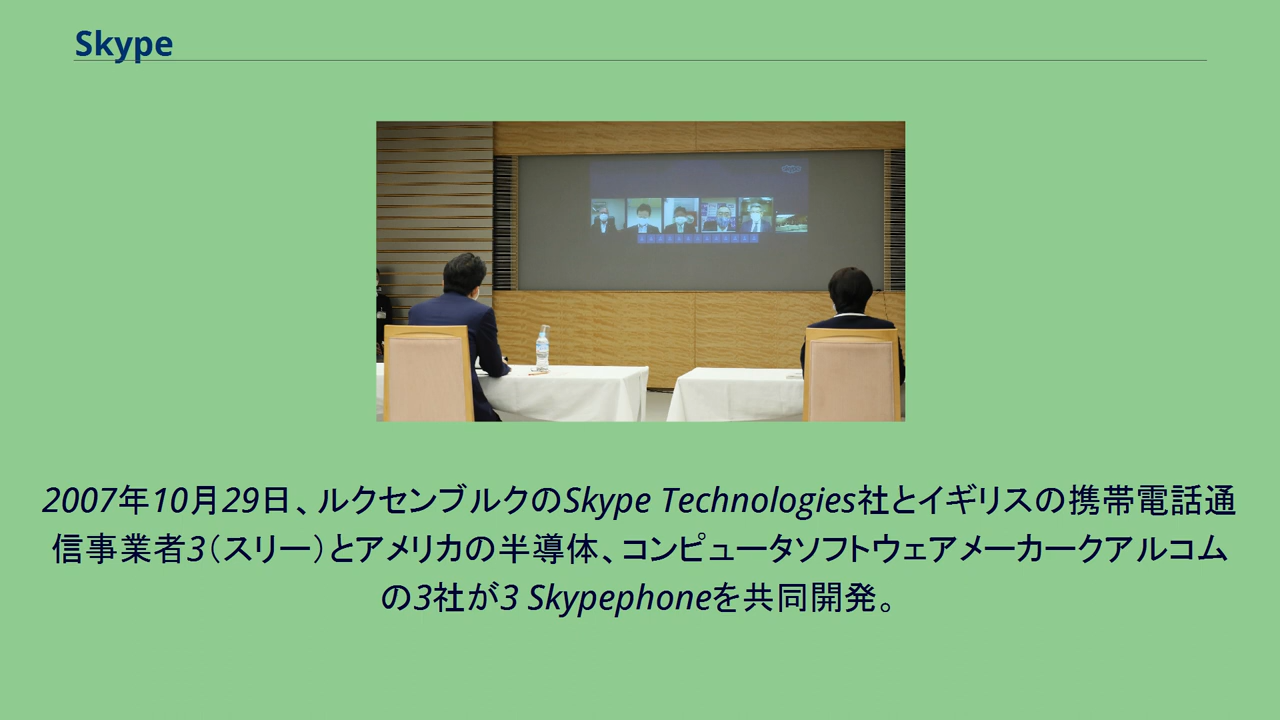 Skype
2007年10月29日、ルクセンブルクのSkype Technologies社とイギリスの携帯電話通
信事業者3（スリー）とアメリカの半導体、コンピュータソフトウェアメーカークアルコム
の3社が3 Skypephoneを共同開発。